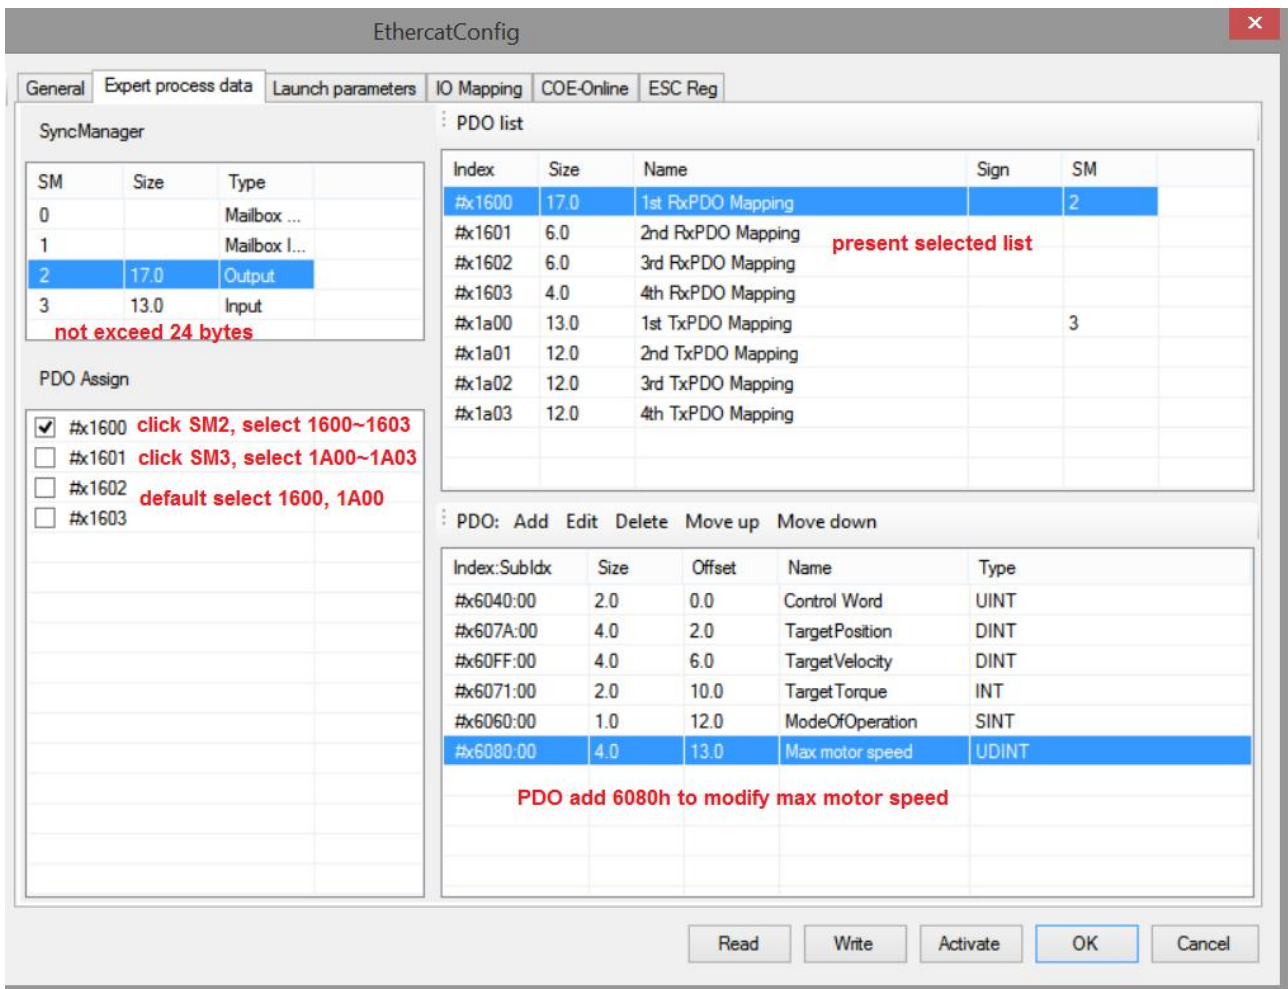 EthercatConfig
×
General Expert process data Launch parameters IO Mapping COE-Online ESC Reg
SyncManager
SM Size Type
0 Mailbox ...
1 Mailbox I...
2 17.0 Output
3 13.0 Input
not exceed 24 bytes
PDO Assign
#x1600 click SM2, select 1600~1603
#x1601 click SM3, select 1A00~1A03
#x1602
default select 1600, 1A00
#x1603
PDO list
Index Size Name Sign SM
#x1600 17.0 1st RxPDO Mapping 2
#x1601 6.0 2nd RxPDO Mapping
present selected list
#x1602 6.0 3rd RxPDO Mapping
#x1603 4.0 4th RxPDO Mapping
#x1a00 13.0 1st TxPDO Mapping 3
#x1a01 12.0 2nd TxPDO Mapping
#x1a02 12.0 3rd TxPDO Mapping
#x1a03 12.0 4th TxPDO Mapping
PDO: Add Edit Delete Move up Move down
Index:SubIdx Size Offset Name Type
#x6040:00 2.0 0.0 Control Word UINT
#x607A:00 4.0 2.0 TargetPosition DINT
#x60FF:00 4.0 6.0 TargetVelocity DINT
#x6071:00 2.0 10.0 TargetTorque INT
#x6060:00 1.0 12.0 ModeOfOperation SINT
#x6080:00 4.0 13.0 Max motor speed UDINT
PDO add 6080h to modify max motor speed
Read Write Activate OK Cancel